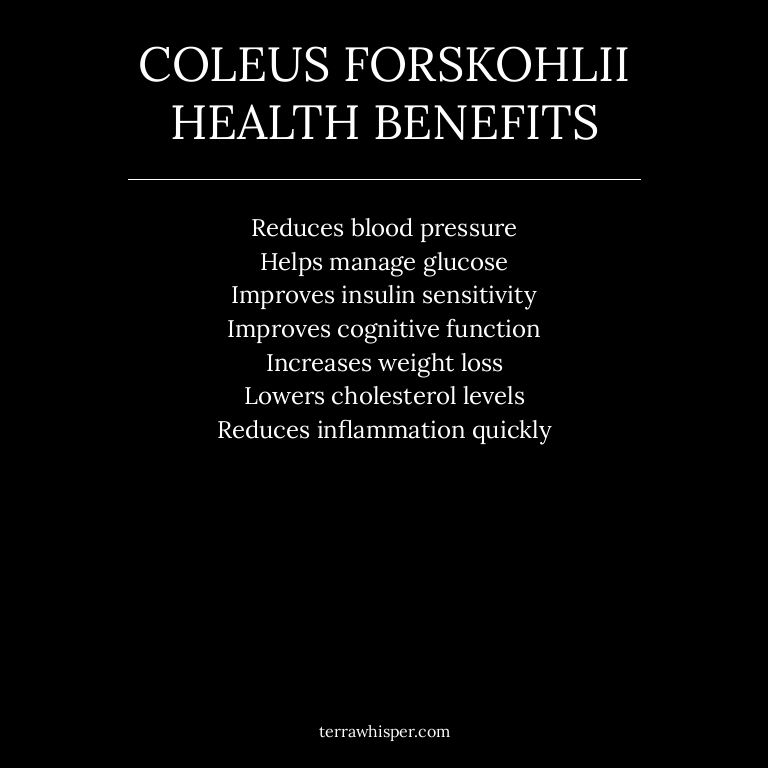 COLEUS FORSKOHLII
HEALTH BENEFITS
Reduces blood pressure
Helps manage glucose
Improves insulin sensitivity
Improves cognitive function
Increases weight loss
Lowers cholesterol levels
Reduces inflammation quickly
terrawhisper.com